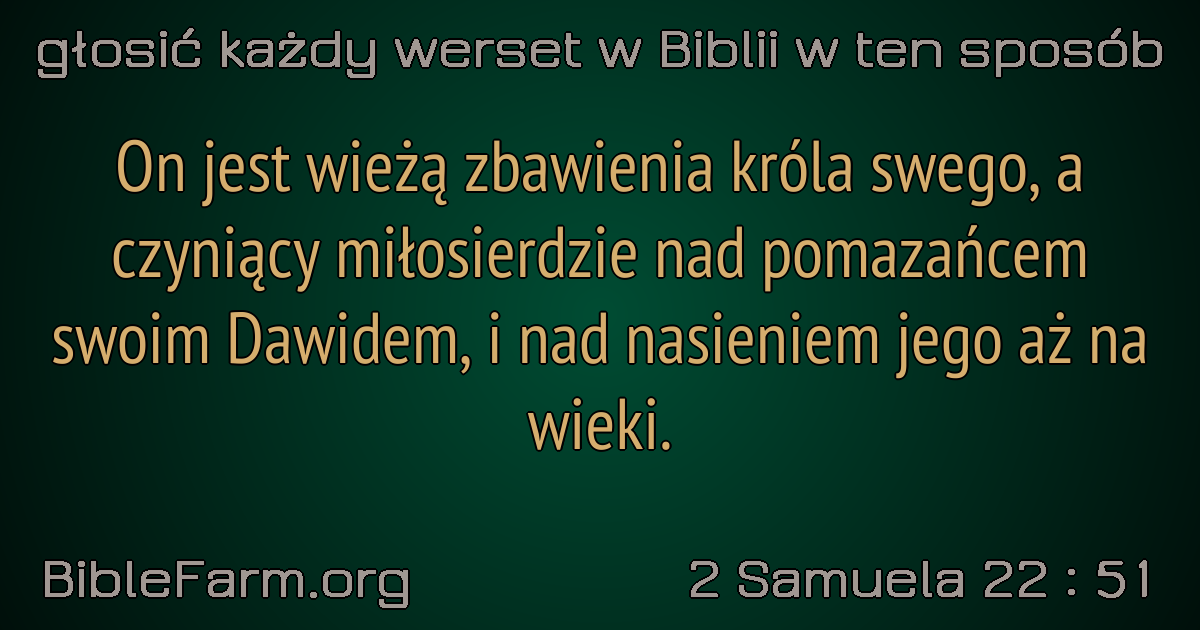 głosić każdy werset w Biblii w ten sposób
On jest wieżą zbawienia króla swego, a
czyniący miłosierdzie nad pomazańcem
swoim Dawidem, i nad nasieniem jego aż na
wieki.
BibleFarm.org
2 Samuela 22 : 51